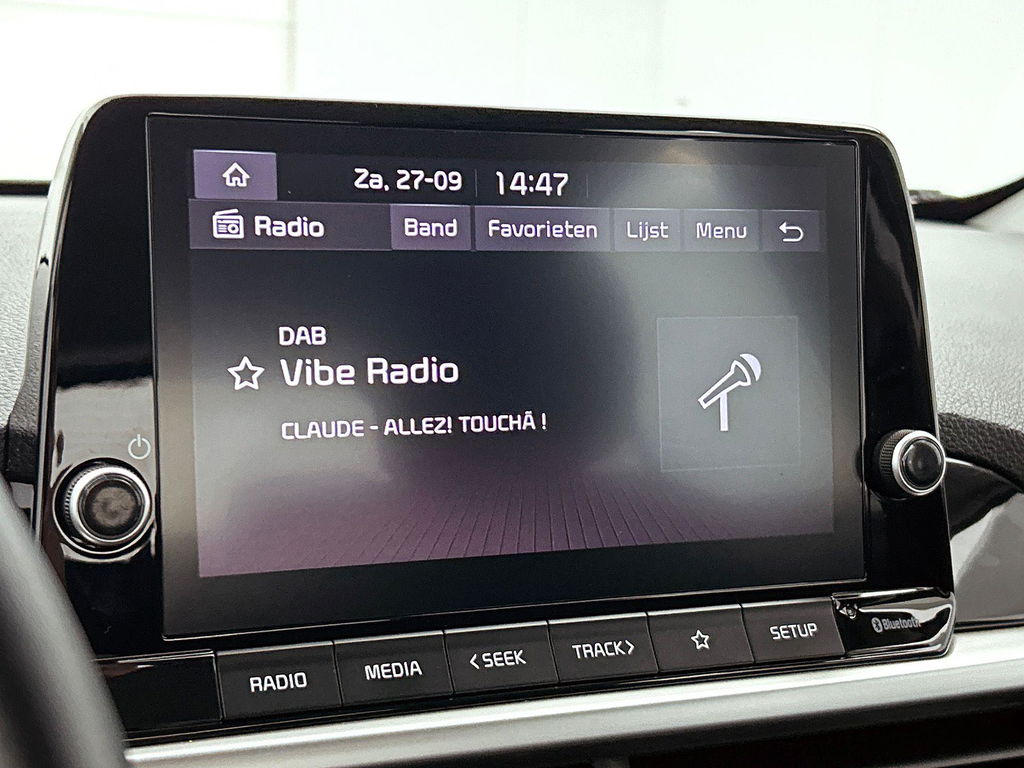 Za, 27-09 14:47
Radio Band Favorieten Lijst Menu
DAB
Vibe Radio
CLAUDE - ALLEZ! TOUCHÃ !
RADIO MEDIA <SEEK TRACK> SETUP
Bluetooth